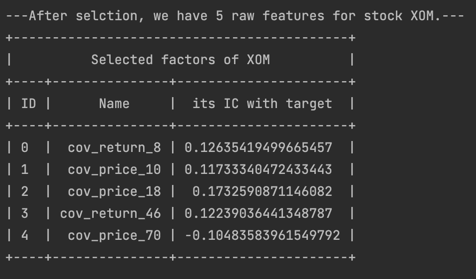 ---After selction, we have 5 raw features for stock XOM.---
+-----------------------------------------+
|          Selected factors of XOM          |
+----+---------------+----------------------+
| ID |      Name     |  its IC with target  |
+----+---------------+----------------------+
| 0  |  cov_return_8 | 0.12635419499665457  |
| 1  |  cov_price_10 | 0.11733340472433443  |
| 2  |  cov_price_18 |  0.1732590871146082  |
| 3  | cov_return_46 | 0.12239036441348787  |
| 4  |  cov_price_70 | -0.10483583961549792 |
+----+---------------+----------------------+